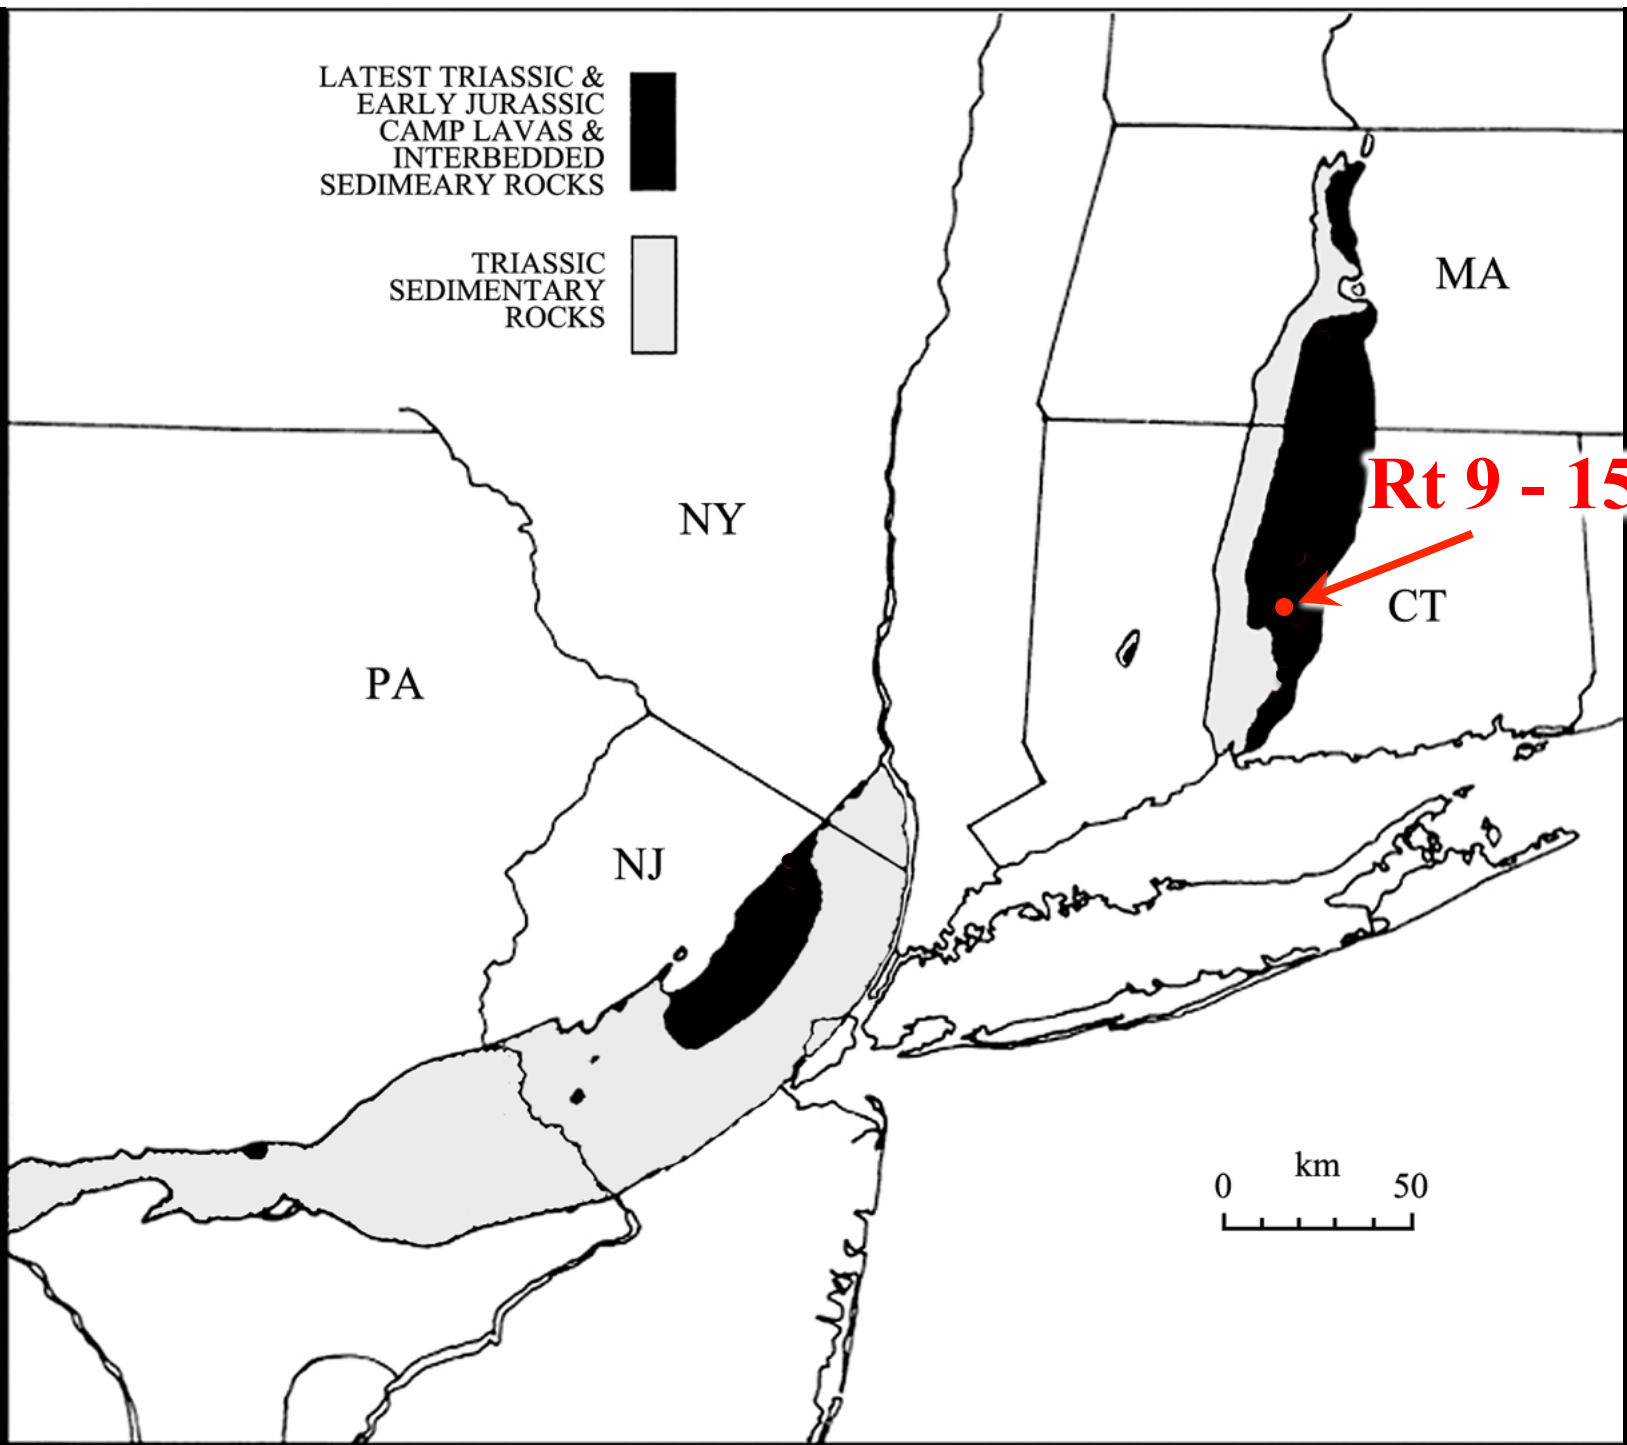 LATEST TRIASSIC &
EARLY JURASSIC
CAMP LAVAS &
INTERBEDDED
SEDIMEARY ROCKS
TRIASSIC
SEDIMENTARY
ROCKS
MA
Rt 9 - 15
NY
CT
PA
NJ
km
0 50